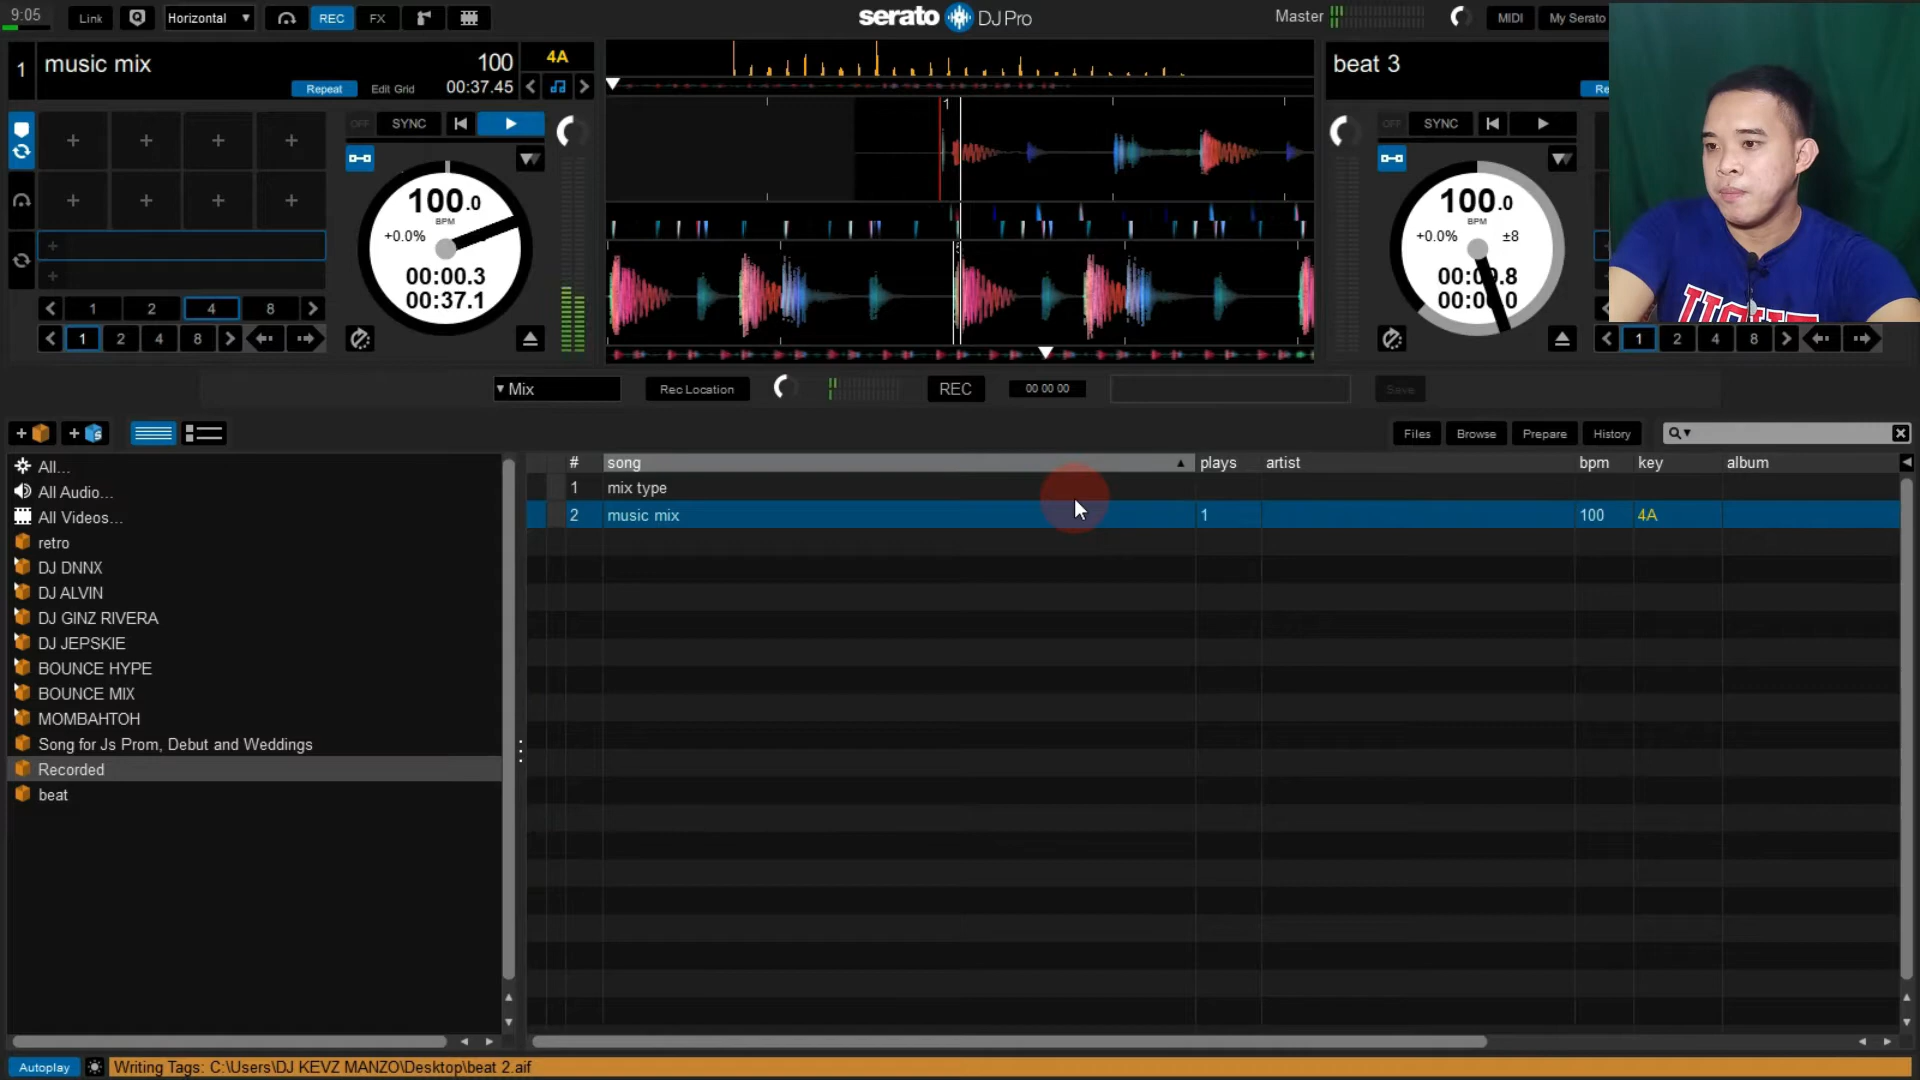 9:05 Link Horizontal REC FX serato DJ Pro Master MIDI My Serato
1 music mix 100 4A
Repeat Edit Grid 00:37.45
beat 3
OFF SYNC
100.0
BPM
+0.0%
00:00.3
00:37.1
1 2 4 8
1 2 4 8
1
OFF SYNC
100.0
BPM
+0.0% ±8
1 2 4 8
Mix Rec Location REC 00 00 00 Save
Files Browse Prepare History
All...
All Audio...
All Videos...
retro
DJ DNNX
DJ ALVIN
DJ GINZ RIVERA
DJ JEPSKIE
BOUNCE HYPE
BOUNCE MIX
MOMBAHTOH
Song for Js Prom, Debut and Weddings
Recorded
beat
# song plays artist bpm key album
1 mix type
2 music mix 1 100 4A
Autoplay Writing Tags: C:\Users\DJ KEVZ MANZO\Desktop\beat 2.aif